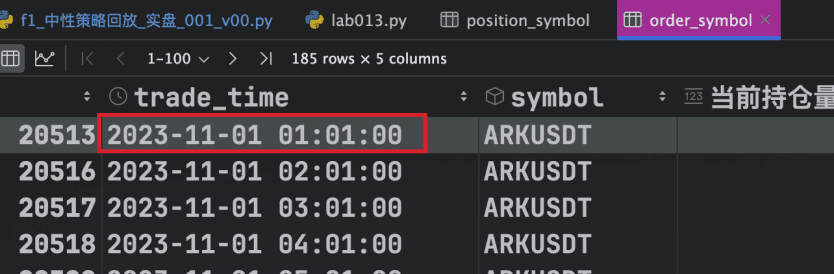 f1_中性策略回放_实盘_001_v00.py lab013.py position_symbol order_symbol
1-100 185 rows × 5 columns
trade_time symbol 123 当前持仓量
20513 2023-11-01 01:01:00 ARKUSDT
20516 2023-11-01 02:01:00 ARKUSDT
20517 2023-11-01 03:01:00 ARKUSDT
20518 2023-11-01 04:01:00 ARKUSDT